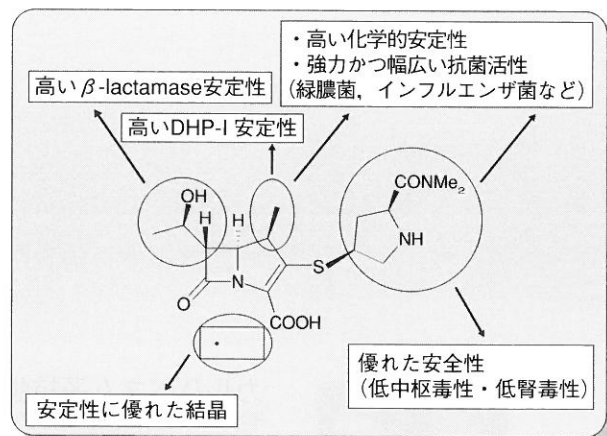 ・高い化学的安定性
・強力かつ幅広い抗菌活性
（緑膿菌，インフルエンザ菌など）
高いβ-lactamase安定性
高いDHP-I 安定性
OH
H
H
CONMe2
NH
S
O
N
COOH
優れた安全性
（低中枢毒性・低腎毒性）
安定性に優れた結晶